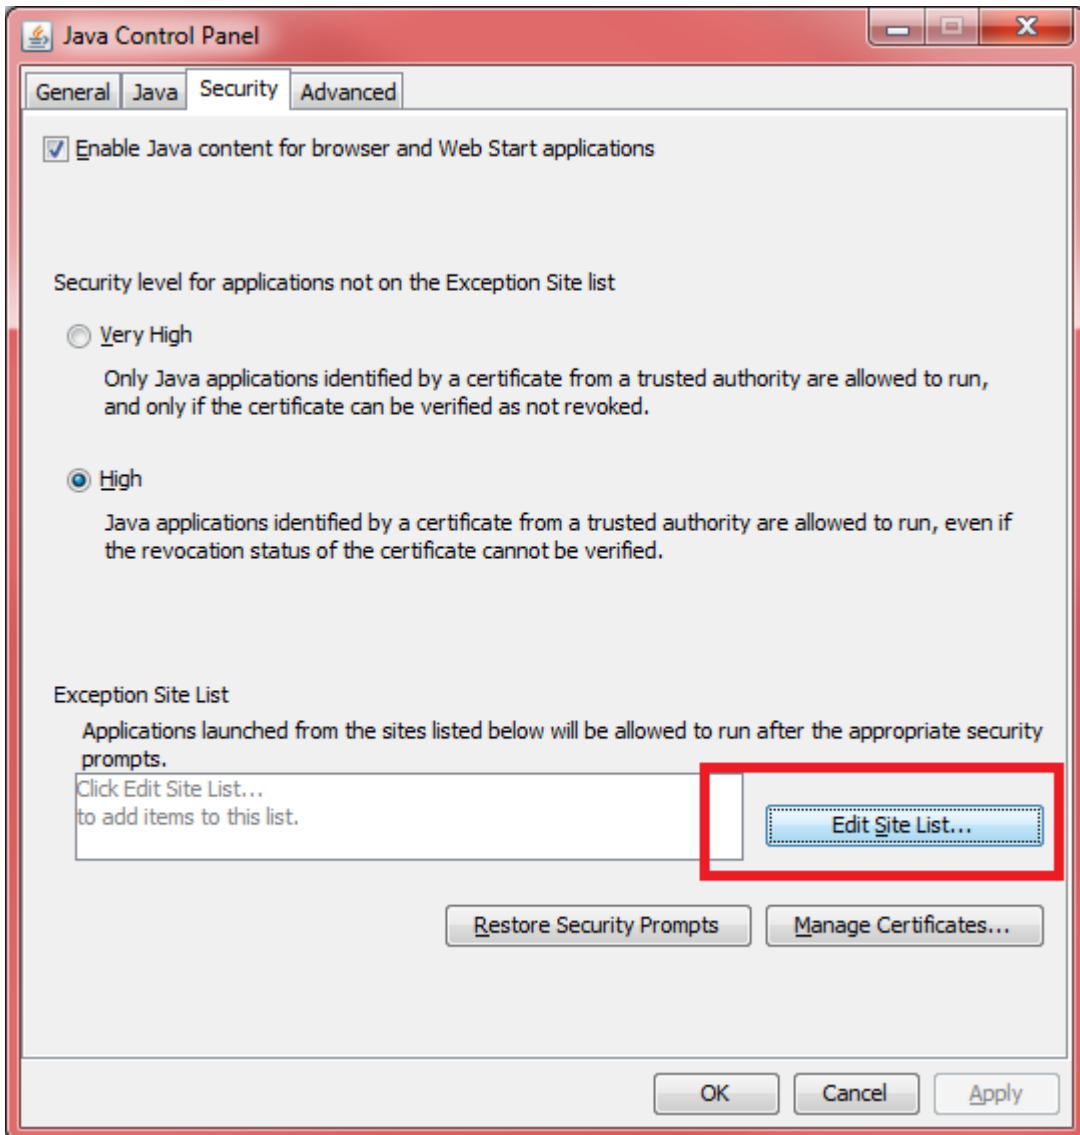 Java Control Panel
General Java Security Advanced
Enable Java content for browser and Web Start applications
Security level for applications not on the Exception Site list
Very High
Only Java applications identified by a certificate from a trusted authority are allowed to run,
and only if the certificate can be verified as not revoked.
High
Java applications identified by a certificate from a trusted authority are allowed to run, even if
the revocation status of the certificate cannot be verified.
Exception Site List
Applications launched from the sites listed below will be allowed to run after the appropriate security
prompts.
Click Edit Site List...
to add items to this list.
Edit Site List...
Restore Security Prompts Manage Certificates...
OK Cancel Apply